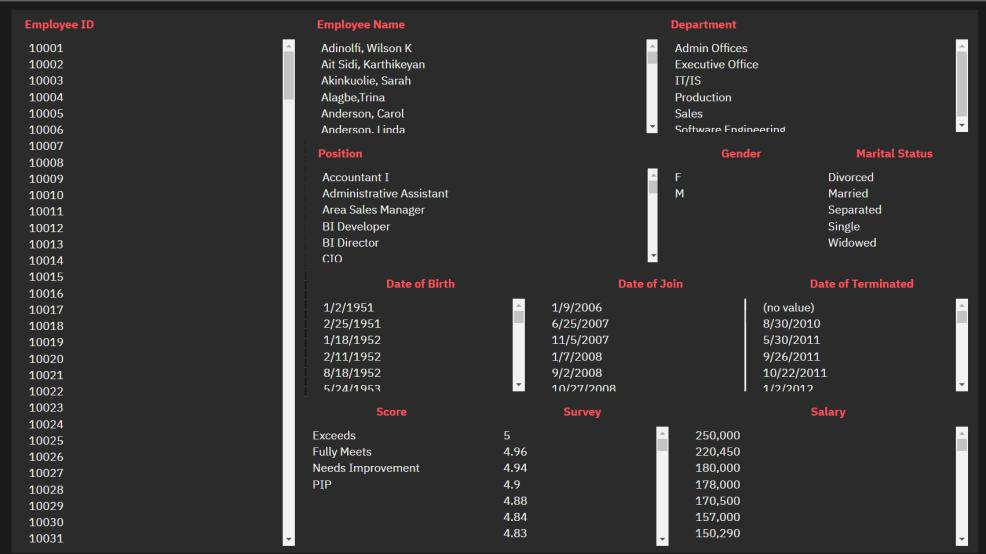 Employee ID
10001
10002
10003
10004
10005
10006
10007
10008
10009
10010
10011
10012
10013
10014
10015
10016
10017
10018
10019
10020
10021
10022
10023
10024
10025
10026
10027
10028
10029
10030
10031
Employee Name
Adinolfi, Wilson K
Ait Sidi, Karthikeyan
Akinkuolie, Sarah
Alagbe,Trina
Anderson, Carol
Anderson, Linda
Department
Admin Offices
Executive Office
IT/IS
Production
Sales
Software Engineering
Position
Accountant I
Administrative Assistant
Area Sales Manager
BI Developer
BI Director
CIO
Gender
F
M
Marital Status
Divorced
Married
Separated
Single
Widowed
Date of Birth
1/2/1951
2/25/1951
1/18/1952
2/11/1952
8/18/1952
5/24/1953
Date of Join
1/9/2006
6/25/2007
11/5/2007
1/7/2008
9/2/2008
10/27/2008
Date of Terminated
(no value)
8/30/2010
5/30/2011
9/26/2011
10/22/2011
1/2/2012
Score
Exceeds
Fully Meets
Needs Improvement
PIP
Survey
5
4.96
4.94
4.9
4.88
4.84
4.83
Salary
250,000
220,450
180,000
178,000
170,500
157,000
150,290